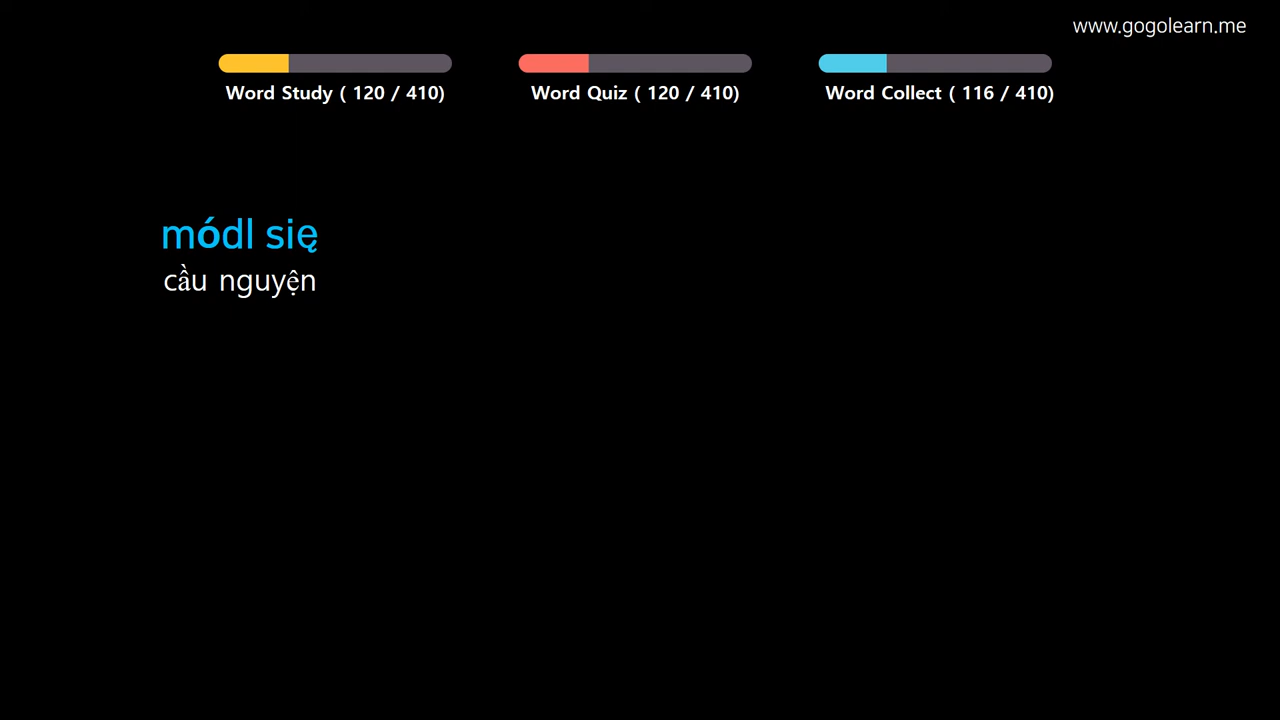 www.gogolearn.me
Word Study ( 120 / 410)
Word Quiz ( 120 / 410)
Word Collect ( 116 / 410)
módl się
cầu nguyện